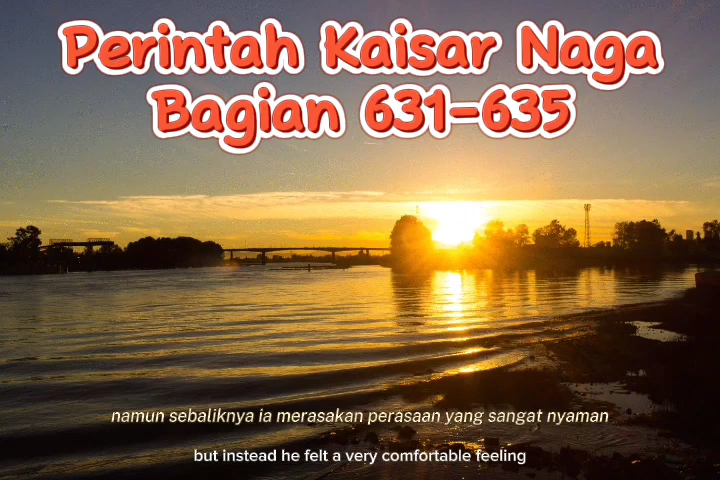 Perintah Kaisar Naga
Bagian 631-635
namun sebaliknya ia merasakan perasaan yang sangat nyaman
but instead he felt a very comfortable feeling